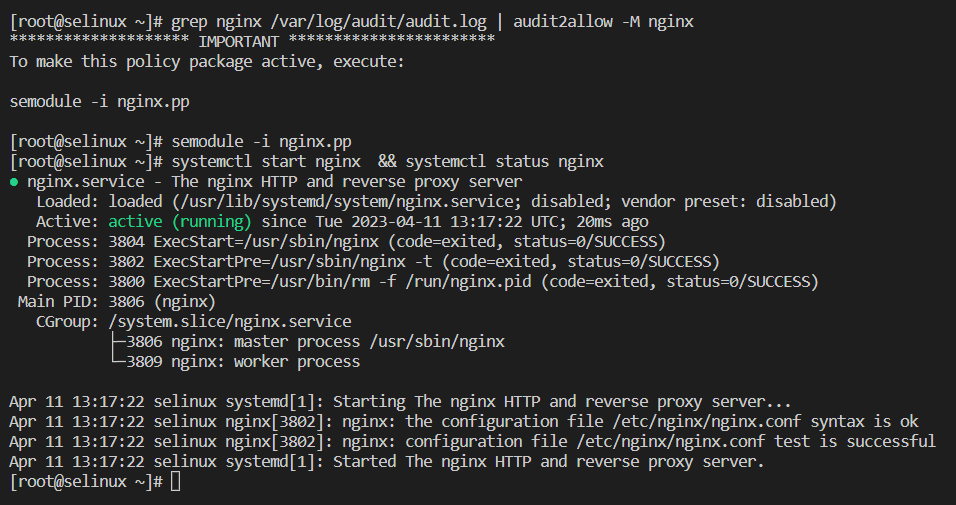 [root@selinux ~]# grep nginx /var/log/audit/audit.log | audit2allow -M nginx
******************** IMPORTANT ***********************
To make this policy package active, execute:

semodule -i nginx.pp

[root@selinux ~]# semodule -i nginx.pp
[root@selinux ~]# systemctl start nginx  && systemctl status nginx
● nginx.service - The nginx HTTP and reverse proxy server
   Loaded: loaded (/usr/lib/systemd/system/nginx.service; disabled; vendor preset: disabled)
   Active: active (running) since Tue 2023-04-11 13:17:22 UTC; 20ms ago
  Process: 3804 ExecStart=/usr/sbin/nginx (code=exited, status=0/SUCCESS)
  Process: 3802 ExecStartPre=/usr/sbin/nginx -t (code=exited, status=0/SUCCESS)
  Process: 3800 ExecStartPre=/usr/bin/rm -f /run/nginx.pid (code=exited, status=0/SUCCESS)
 Main PID: 3806 (nginx)
   CGroup: /system.slice/nginx.service
           ├─3806 nginx: master process /usr/sbin/nginx
           └─3809 nginx: worker process

Apr 11 13:17:22 selinux systemd[1]: Starting The nginx HTTP and reverse proxy server...
Apr 11 13:17:22 selinux nginx[3802]: nginx: the configuration file /etc/nginx/nginx.conf syntax is ok
Apr 11 13:17:22 selinux nginx[3802]: nginx: configuration file /etc/nginx/nginx.conf test is successful
Apr 11 13:17:22 selinux systemd[1]: Started The nginx HTTP and reverse proxy server.
[root@selinux ~]#